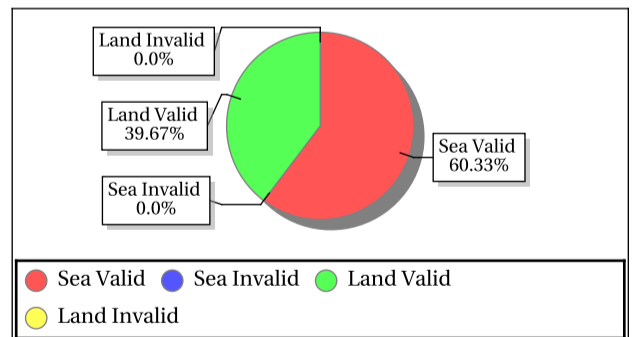 Land Invalid
0.0%
Land Valid
39.67%
Sea Valid
60.33%
Sea Invalid
0.0%
Sea Valid Sea Invalid Land Valid
Land Invalid